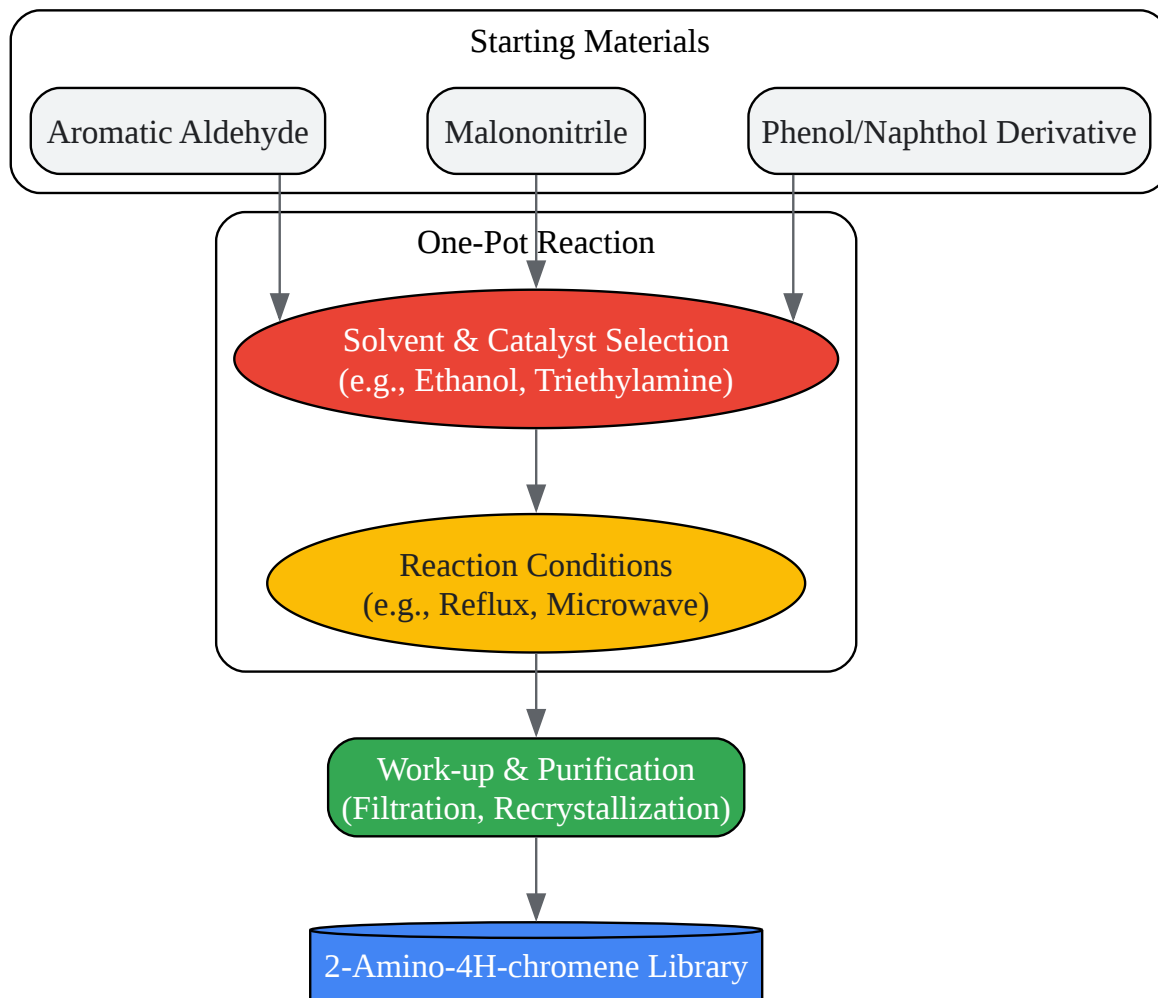 Starting Materials
Aromatic Aldehyde
Malononitrile
Phenol/Naphthol Derivative
One-Pot Reaction
Solvent & Catalyst Selection
(e.g., Ethanol, Triethylamine)
Reaction Conditions
(e.g., Reflux, Microwave)
Work-up & Purification
(Filtration, Recrystallization)
2-Amino-4H-chromene Library